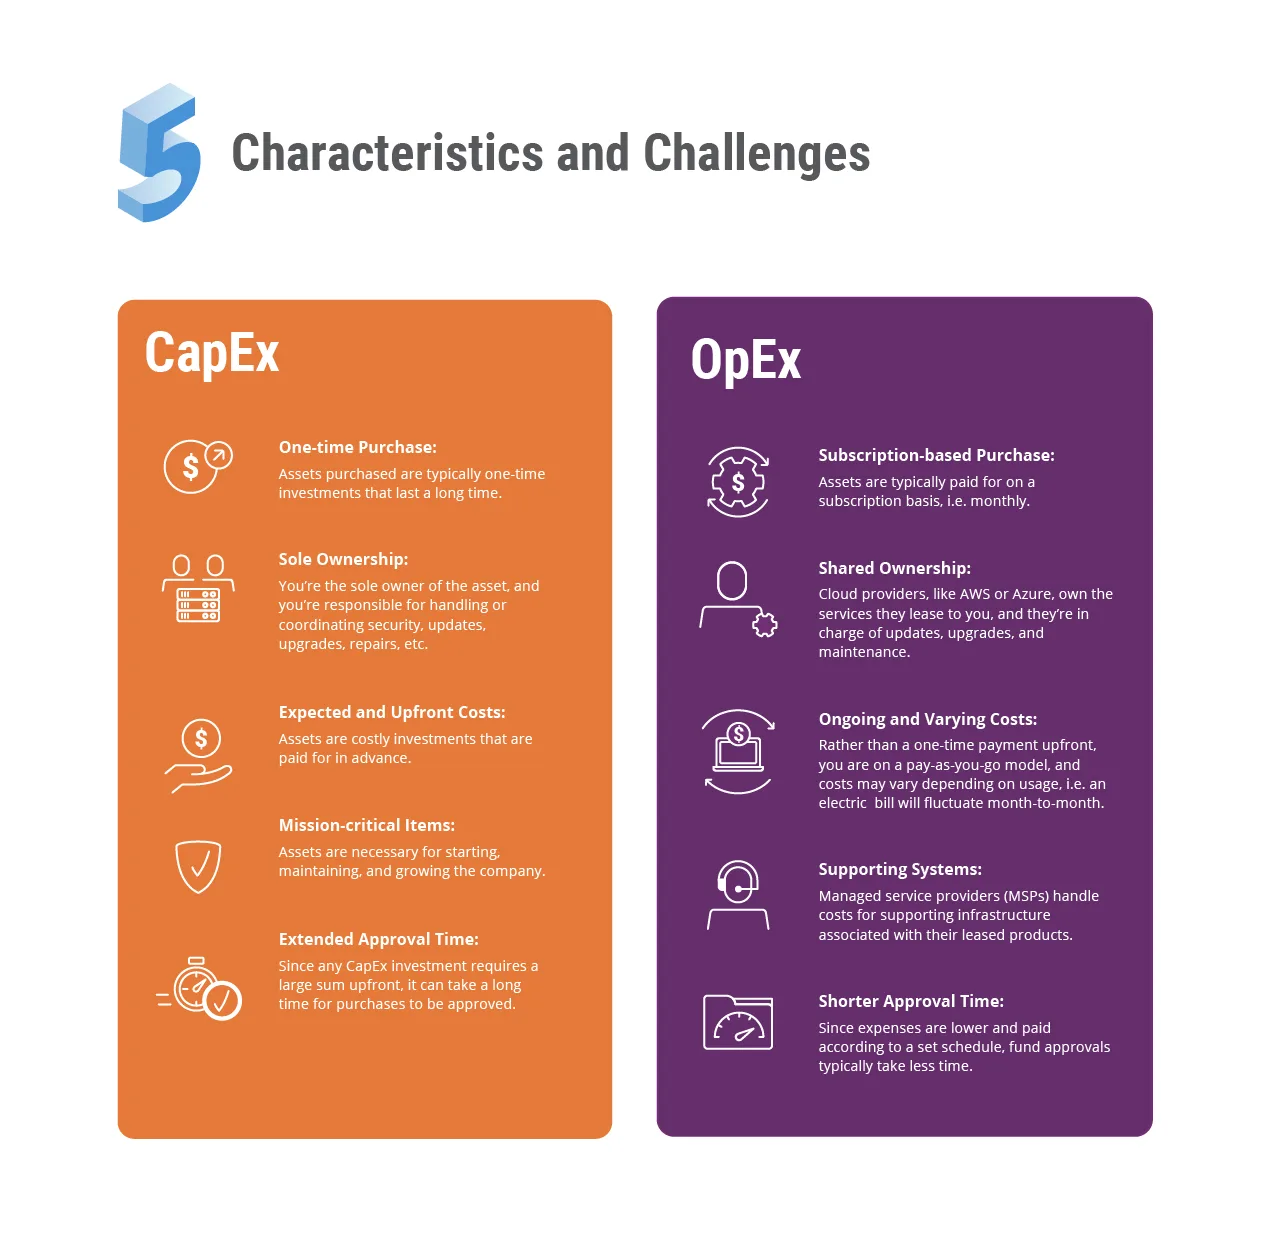 5
Characteristics and Challenges
CapEx
One-time Purchase:
Assets purchased are typically one-time
investments that last a long time.
Sole Ownership:
You’re the sole owner of the asset, and
you’re responsible for handling or
coordinating security, updates,
upgrades, repairs, etc.
Expected and Upfront Costs:
Assets are costly investments that are
paid for in advance.
Mission-critical Items:
Assets are necessary for starting,
maintaining, and growing the company.
Extended Approval Time:
Since any CapEx investment requires a
large sum upfront, it can take a long
time for purchases to be approved.
OpEx
Subscription-based Purchase:
Assets are typically paid for on a
subscription basis, i.e. monthly.
Shared Ownership:
Cloud providers, like AWS or Azure, own the
services they lease to you, and they’re in
charge of updates, upgrades, and
maintenance.
Ongoing and Varying Costs:
Rather than a one-time payment upfront,
you are on a pay-as-you-go model, and
costs may vary depending on usage, i.e. an
electric  bill will fluctuate month-to-month.
Supporting Systems:
Managed service providers (MSPs) handle
costs for supporting infrastructure
associated with their leased products.
Shorter Approval Time:
Since expenses are lower and paid
according to a set schedule, fund approvals
typically take less time.